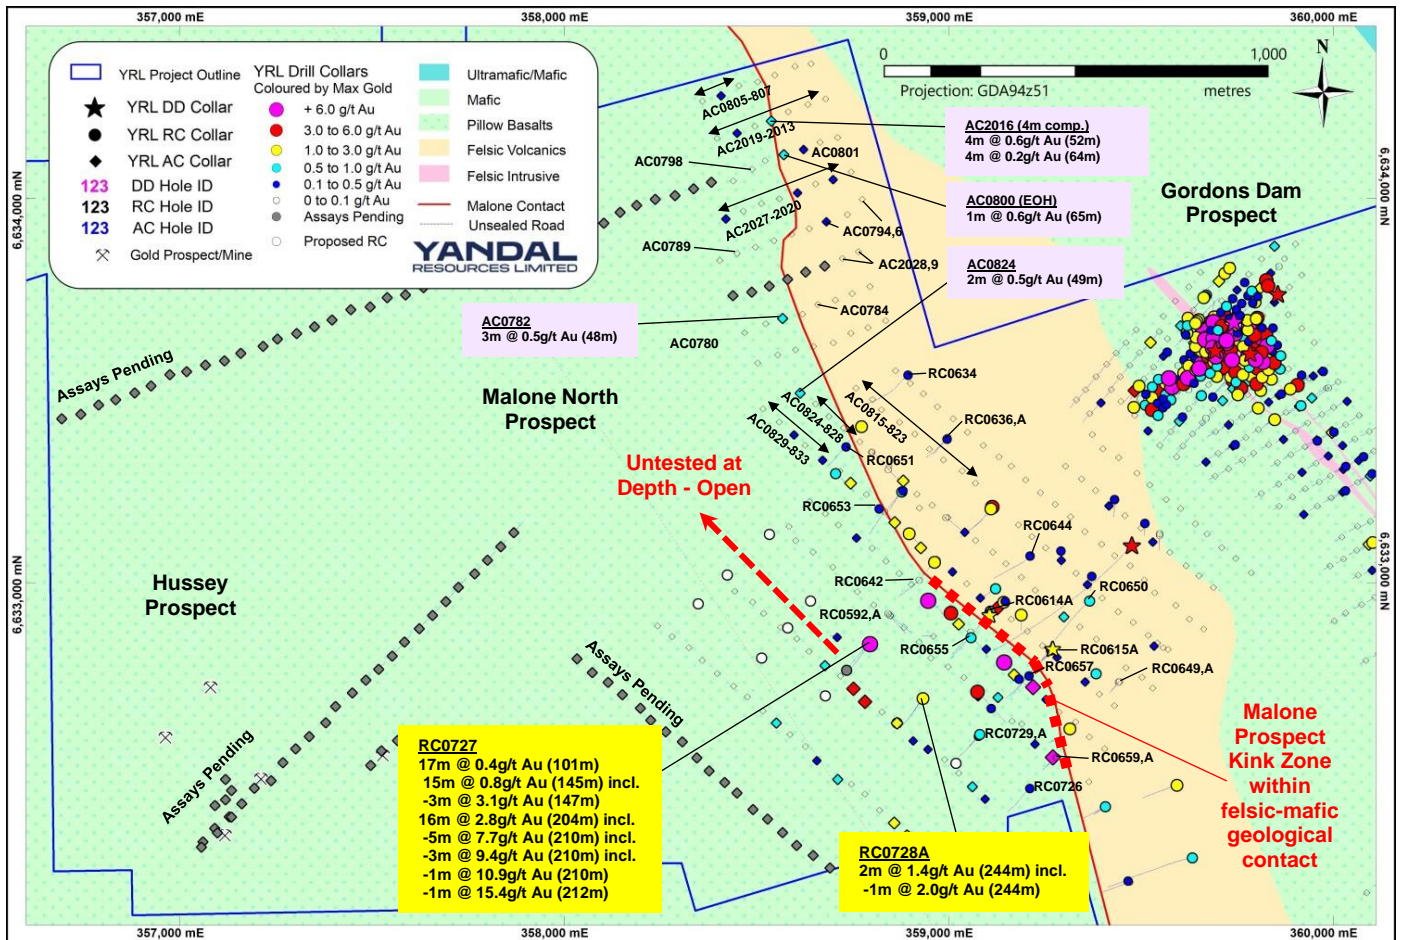 357,000 mE
358,000 mE
359,000 mE
360,000 mE
YRL Project Outline
YRL DD Collar
YRL RC Collar
YRL AC Collar
123 DD Hole ID
123 RC Hole ID
123 AC Hole ID
Gold Prospect/Mine
YRL Drill Collars
Coloured by Max Gold
+ 6.0 g/t Au
3.0 to 6.0 g/t Au
1.0 to 3.0 g/t Au
0.5 to 1.0 g/t Au
0.1 to 0.5 g/t Au
0 to 0.1 g/t Au
Assays Pending
Proposed RC
Ultramafic/Mafic
Mafic
Pillow Basalts
Felsic Volcanics
Felsic Intrusive
Malone Contact
Unsealed Road
YANDAL
RESOURCES LIMITED
0
1,000
Projection: GDA94z51
metres
N
6,634,000 mN
6,634,000 mN
AC0805-807
AC2019-2013
AC0798
AC0801
AC2027-2020
AC0794,6
AC0789
AC2028,9
AC0784
AC0780
AC2016 (4m comp.)
4m @ 0.6g/t Au (52m)
4m @ 0.2g/t Au (64m)
AC0800 (EOH)
1m @ 0.6g/t Au (65m)
AC0824
2m @ 0.5g/t Au (49m)
AC0782
3m @ 0.5g/t Au (48m)
Gordons Dam
Prospect
Assays Pending
Malone North
Prospect
RC0634
AC0815-823
AC0824-828
AC0829-833
RC0636,A
RC0651
Untested at
Depth - Open
RC0653
RC0644
6,633,000 mN
6,633,000 mN
Hussey
Prospect
RC0642
RC0650
RC0614A
RC0592,A
RC0655
RC0615A
RC0657
RC0649,A
Assays Pending
Assays Pending
RC0729,A
RC0659,A
RC0726
RC0727
17m @ 0.4g/t Au (101m)
15m @ 0.8g/t Au (145m) incl.
-3m @ 3.1g/t Au (147m)
16m @ 2.8g/t Au (204m) incl.
-5m @ 7.7g/t Au (210m) incl.
-3m @ 9.4g/t Au (210m) incl.
-1m @ 10.9g/t Au (210m)
-1m @ 15.4g/t Au (212m)
RC0728A
2m @ 1.4g/t Au (244m) incl.
-1m @ 2.0g/t Au (244m)
Malone
Prospect
Kink Zone
within
felsic-mafic
geological
contact
357,000 mE
358,000 mE
359,000 mE
360,000 mE